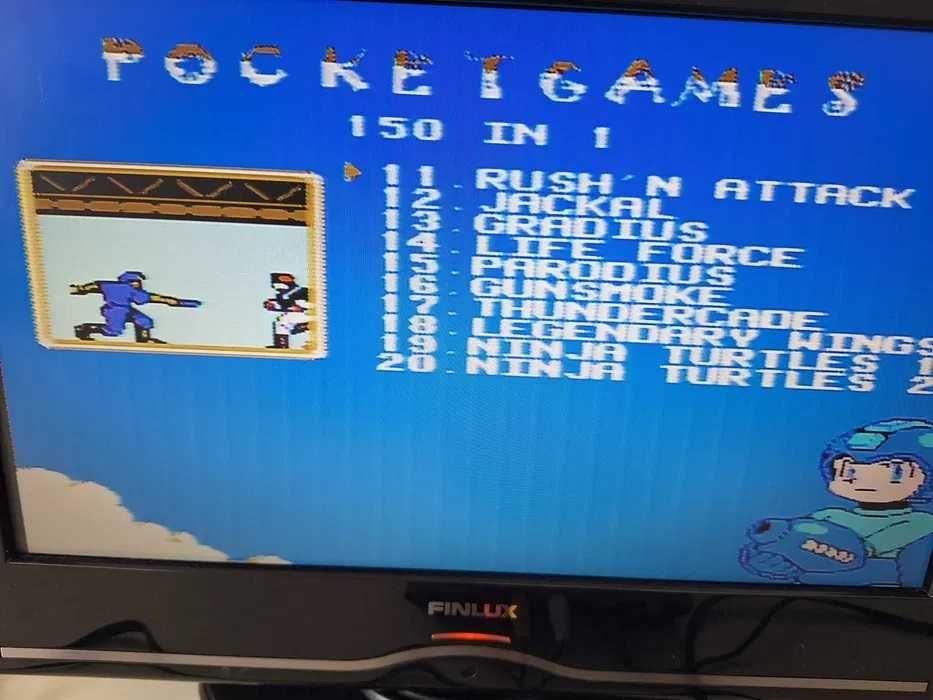 POCKETGAMES
150 IN 1
11. RUSH'N ATTACK
12. JACKAL
13. GRADIUS
14. LIFE FORCE
15. PARODIUS
16. GUNSMOKE
17. THUNDERCADE
18. LEGENDARY WINGS
19. NINJA TURTLES 1
20. NINJA TURTLES 2
FINLUX